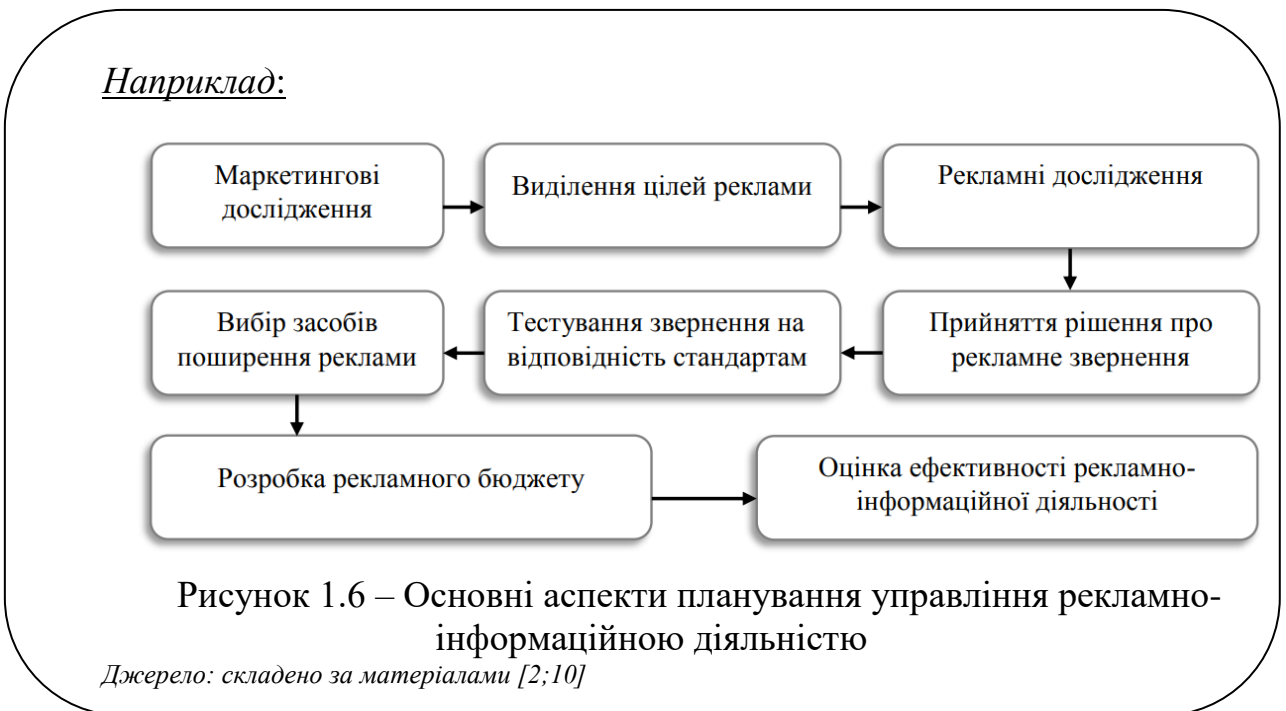 Наприклад:
Маркетингові
дослідження
Виділення цілей реклами
Рекламні дослідження
Вибір засобів
поширення реклами
Тестування звернення на
відповідність стандартам
Прийняття рішення про
рекламне звернення
Розробка рекламного бюджету
Оцінка ефективності рекламно-
інформаційної діяльності
Рисунок 1.6 – Основні аспекти планування управління рекламно-
інформаційною діяльністю
Джерело: складено за матеріалами [2;10]